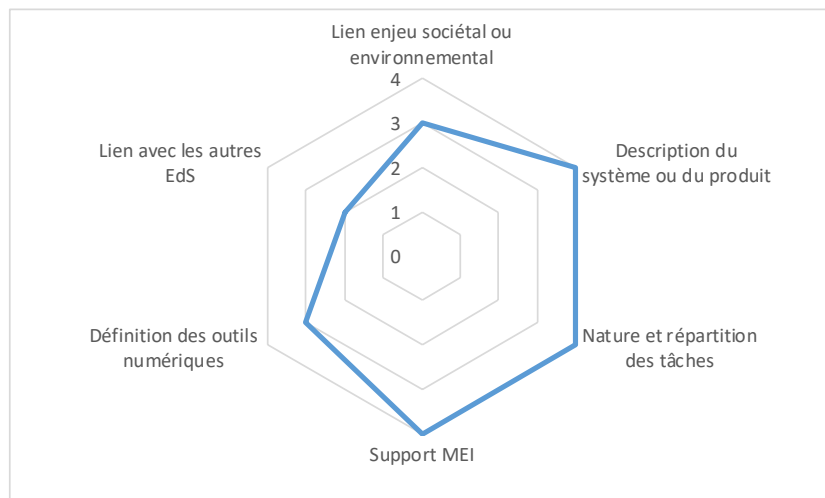 Lien enjeu sociétal ou
environnemental
4
3
2
1
0
Description du
système ou du produit
Nature et répartition
des tâches
Support MEI
Définition des outils
numériques
Lien avec les autres
EdS